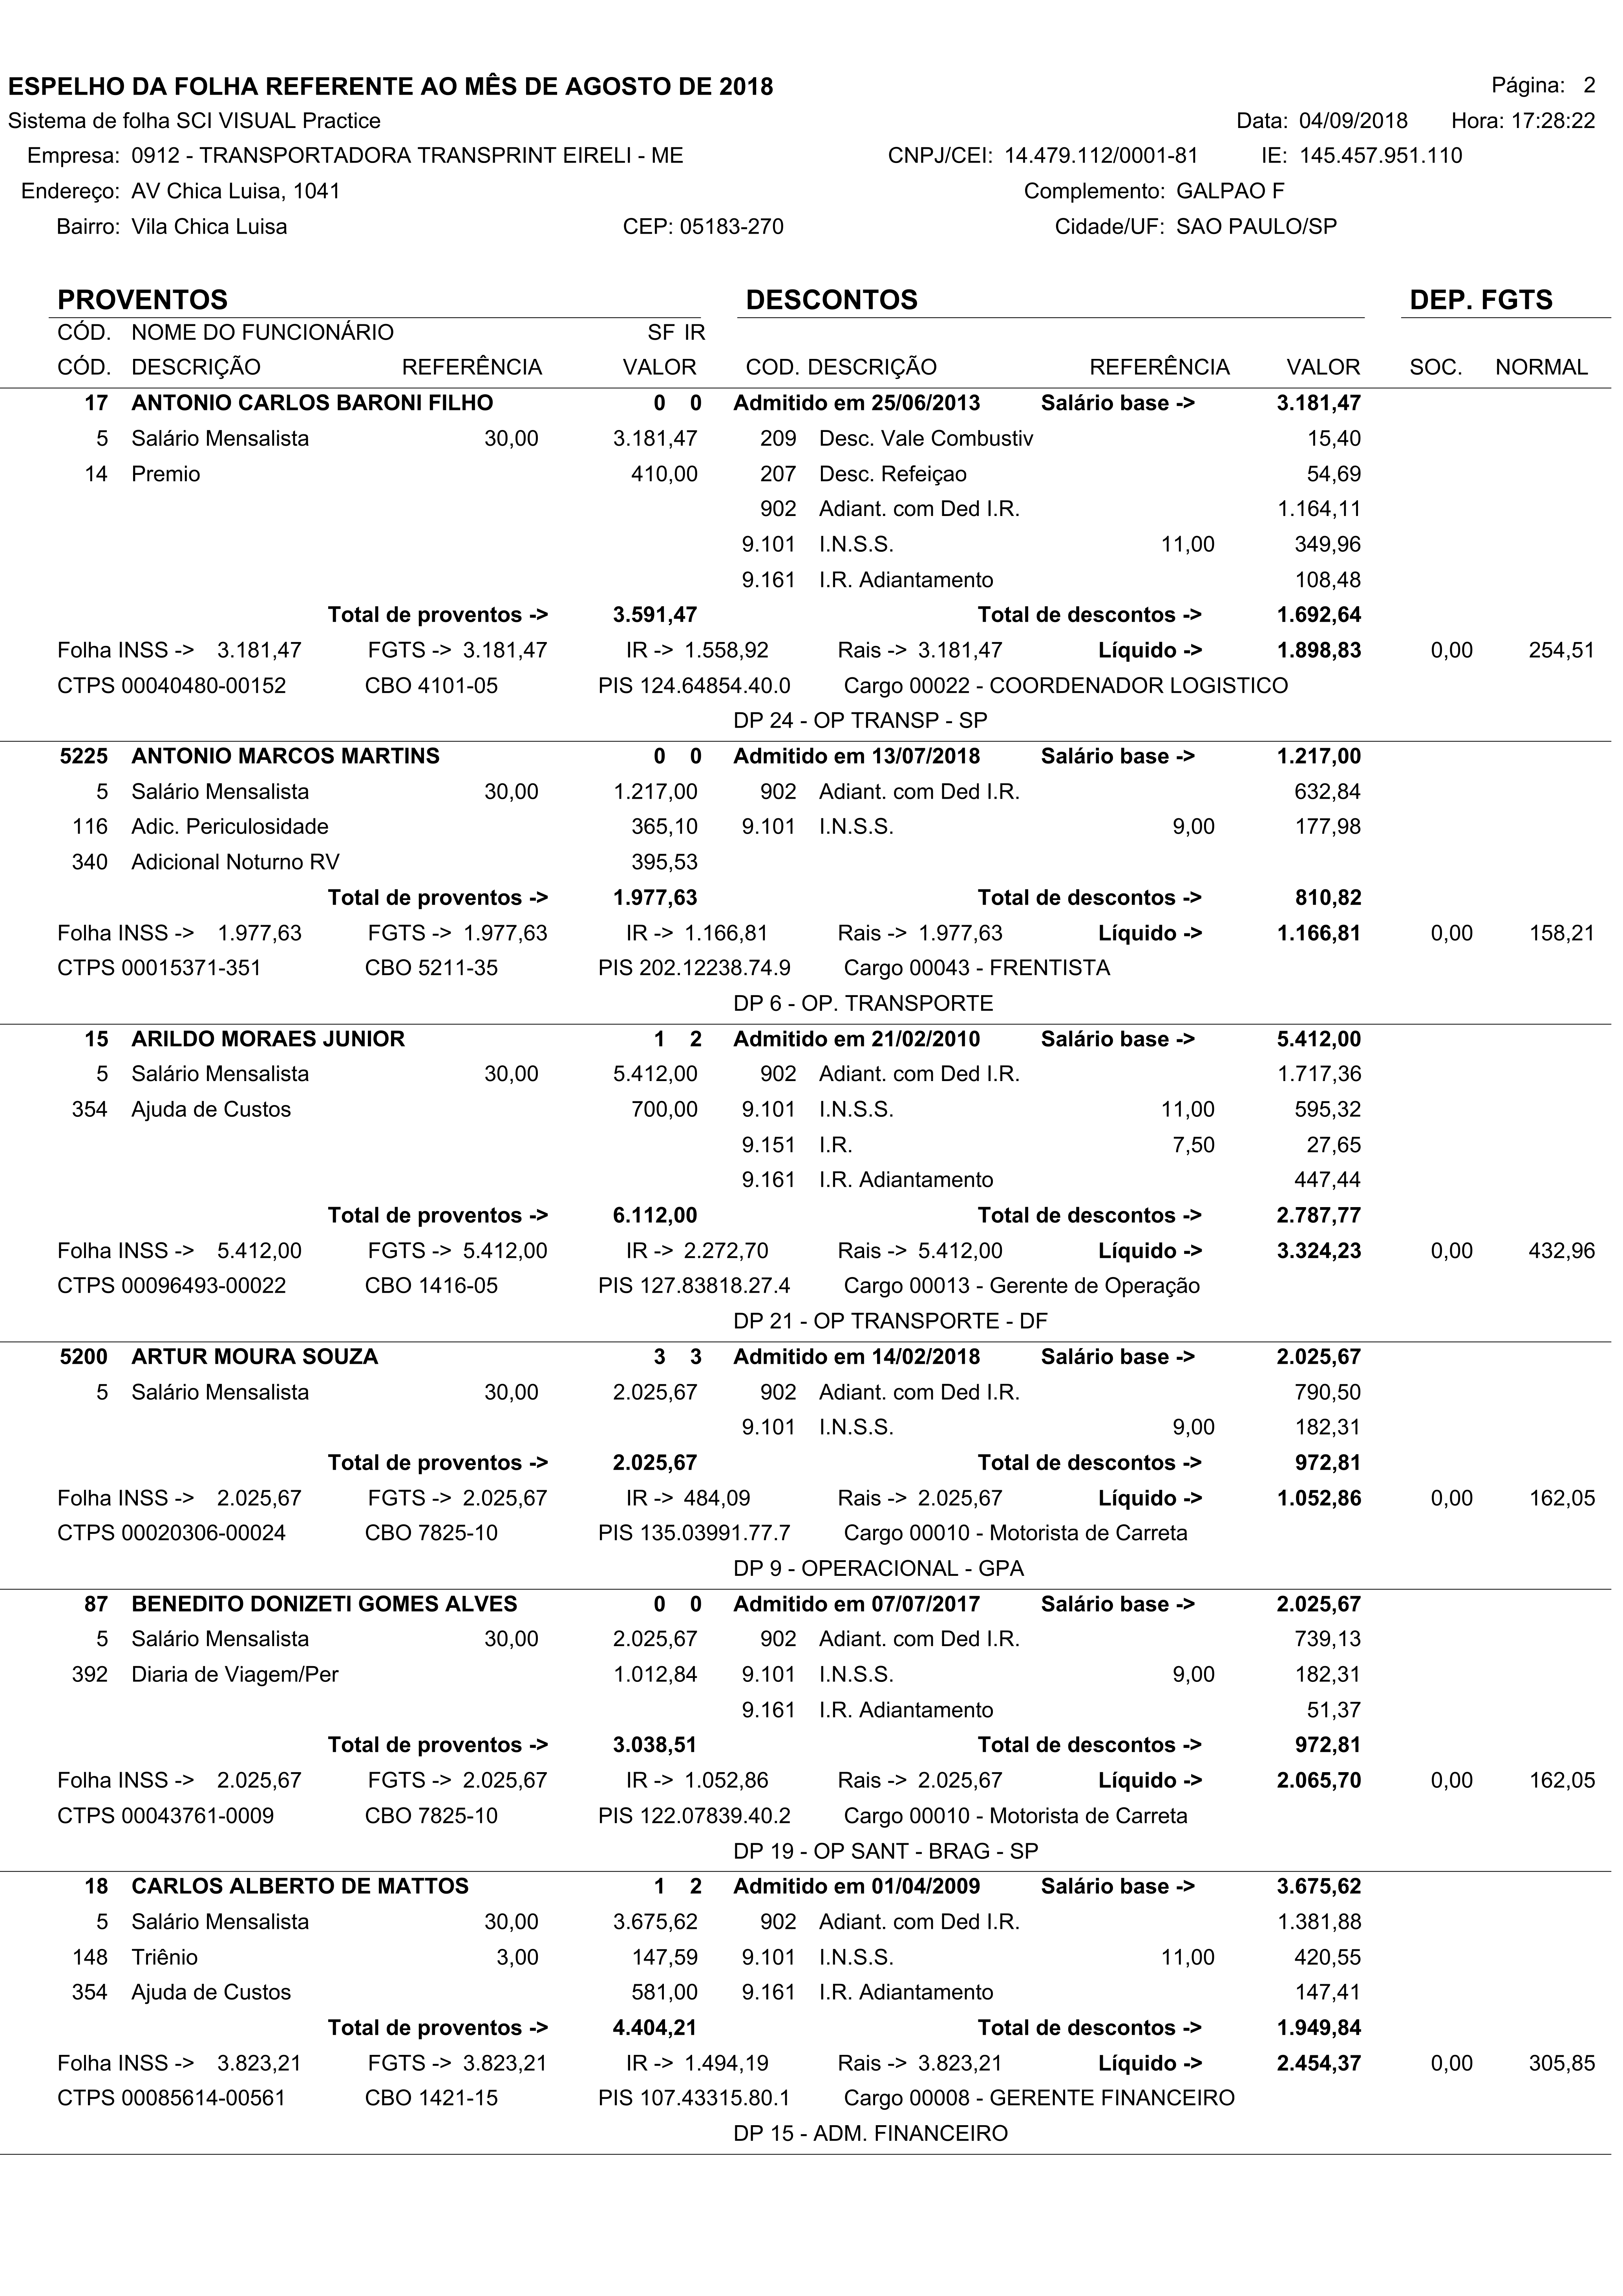 ESPELHO DA FOLHA REFERENTE AO MÊS DE AGOSTO DE 2018 Página: 2
Sistema de folha SCI VISUAL Practice Data: 04/09/2018 Hora: 17:28:22
Empresa: 0912 - TRANSPORTADORA TRANSPRINT EIRELI - ME CNPJ/CEI: 14.479.112/0001-81 IE: 145.457.951.110
Endereço: AV Chica Luisa, 1041 Complemento: GALPAO F
Bairro: Vila Chica Luisa CEP: 05183-270 Cidade/UF: SAO PAULO/SP
PROVENTOS DESCONTOS DEP. FGTS
CÓD. NOME DO FUNCIONÁRIO SF IR
CÓD. DESCRIÇÃO REFERÊNCIA VALOR COD. DESCRIÇÃO REFERÊNCIA VALOR SOC. NORMAL
17 ANTONIO CARLOS BARONI FILHO 0 0 Admitido em 25/06/2013 Salário base -> 3.181,47
5 Salário Mensalista 30,00 3.181,47 209 Desc. Vale Combustiv 15,40
14 Premio 410,00 207 Desc. Refeiçao 54,69
902 Adiant. com Ded I.R. 1.164,11
9.101 I.N.S.S. 11,00 349,96
9.161 I.R. Adiantamento 108,48
Total de proventos -> 3.591,47 Total de descontos -> 1.692,64
Folha INSS -> 3.181,47 FGTS -> 3.181,47 IR -> 1.558,92 Rais -> 3.181,47 Líquido -> 1.898,83 0,00 254,51
CTPS 00040480-00152 CBO 4101-05 PIS 124.64854.40.0 Cargo 00022 - COORDENADOR LOGISTICO
DP 24 - OP TRANSP - SP
5225 ANTONIO MARCOS MARTINS 0 0 Admitido em 13/07/2018 Salário base -> 1.217,00
5 Salário Mensalista 30,00 1.217,00 902 Adiant. com Ded I.R. 632,84
116 Adic. Periculosidade 365,10 9.101 I.N.S.S. 9,00 177,98
340 Adicional Noturno RV 395,53
Total de proventos -> 1.977,63 Total de descontos -> 810,82
Folha INSS -> 1.977,63 FGTS -> 1.977,63 IR -> 1.166,81 Rais -> 1.977,63 Líquido -> 1.166,81 0,00 158,21
CTPS 00015371-351 CBO 5211-35 PIS 202.12238.74.9 Cargo 00043 - FRENTISTA
DP 6 - OP. TRANSPORTE
15 ARILDO MORAES JUNIOR 1 2 Admitido em 21/02/2010 Salário base -> 5.412,00
5 Salário Mensalista 30,00 5.412,00 902 Adiant. com Ded I.R. 1.717,36
354 Ajuda de Custos 700,00 9.101 I.N.S.S. 11,00 595,32
9.151 I.R. 7,50 27,65
9.161 I.R. Adiantamento 447,44
Total de proventos -> 6.112,00 Total de descontos -> 2.787,77
Folha INSS -> 5.412,00 FGTS -> 5.412,00 IR -> 2.272,70 Rais -> 5.412,00 Líquido -> 3.324,23 0,00 432,96
CTPS 00096493-00022 CBO 1416-05 PIS 127.83818.27.4 Cargo 00013 - Gerente de Operação
DP 21 - OP TRANSPORTE - DF
5200 ARTUR MOURA SOUZA 3 3 Admitido em 14/02/2018 Salário base -> 2.025,67
5 Salário Mensalista 30,00 2.025,67 902 Adiant. com Ded I.R. 790,50
9.101 I.N.S.S. 9,00 182,31
Total de proventos -> 2.025,67 Total de descontos -> 972,81
Folha INSS -> 2.025,67 FGTS -> 2.025,67 IR -> 484,09 Rais -> 2.025,67 Líquido -> 1.052,86 0,00 162,05
CTPS 00020306-00024 CBO 7825-10 PIS 135.03991.77.7 Cargo 00010 - Motorista de Carreta
DP 9 - OPERACIONAL - GPA
87 BENEDITO DONIZETI GOMES ALVES 0 0 Admitido em 07/07/2017 Salário base -> 2.025,67
5 Salário Mensalista 30,00 2.025,67 902 Adiant. com Ded I.R. 739,13
392 Diaria de Viagem/Per 1.012,84 9.101 I.N.S.S. 9,00 182,31
9.161 I.R. Adiantamento 51,37
Total de proventos -> 3.038,51 Total de descontos -> 972,81
Folha INSS -> 2.025,67 FGTS -> 2.025,67 IR -> 1.052,86 Rais -> 2.025,67 Líquido -> 2.065,70 0,00 162,05
CTPS 00043761-0009 CBO 7825-10 PIS 122.07839.40.2 Cargo 00010 - Motorista de Carreta
DP 19 - OP SANT - BRAG - SP
18 CARLOS ALBERTO DE MATTOS 1 2 Admitido em 01/04/2009 Salário base -> 3.675,62
5 Salário Mensalista 30,00 3.675,62 902 Adiant. com Ded I.R. 1.381,88
148 Triênio 3,00 147,59 9.101 I.N.S.S. 11,00 420,55
354 Ajuda de Custos 581,00 9.161 I.R. Adiantamento 147,41
Total de proventos -> 4.404,21 Total de descontos -> 1.949,84
Folha INSS -> 3.823,21 FGTS -> 3.823,21 IR -> 1.494,19 Rais -> 3.823,21 Líquido -> 2.454,37 0,00 305,85
CTPS 00085614-00561 CBO 1421-15 PIS 107.43315.80.1 Cargo 00008 - GERENTE FINANCEIRO
DP 15 - ADM. FINANCEIRO